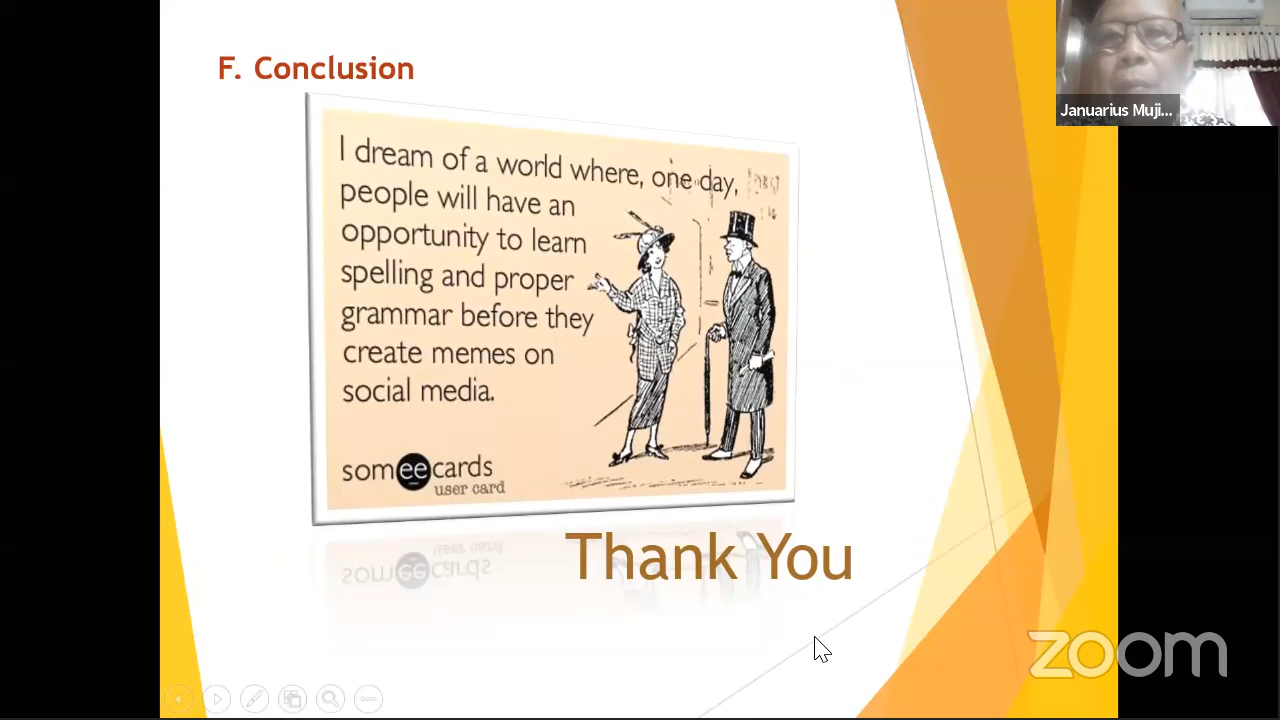 F. Conclusion
Januarius Muji...
I dream of a world where, one day,
people will have an
opportunity to learn
spelling and proper
grammar before they
create memes on
social media.
someecards
user card
Thank You
zoom